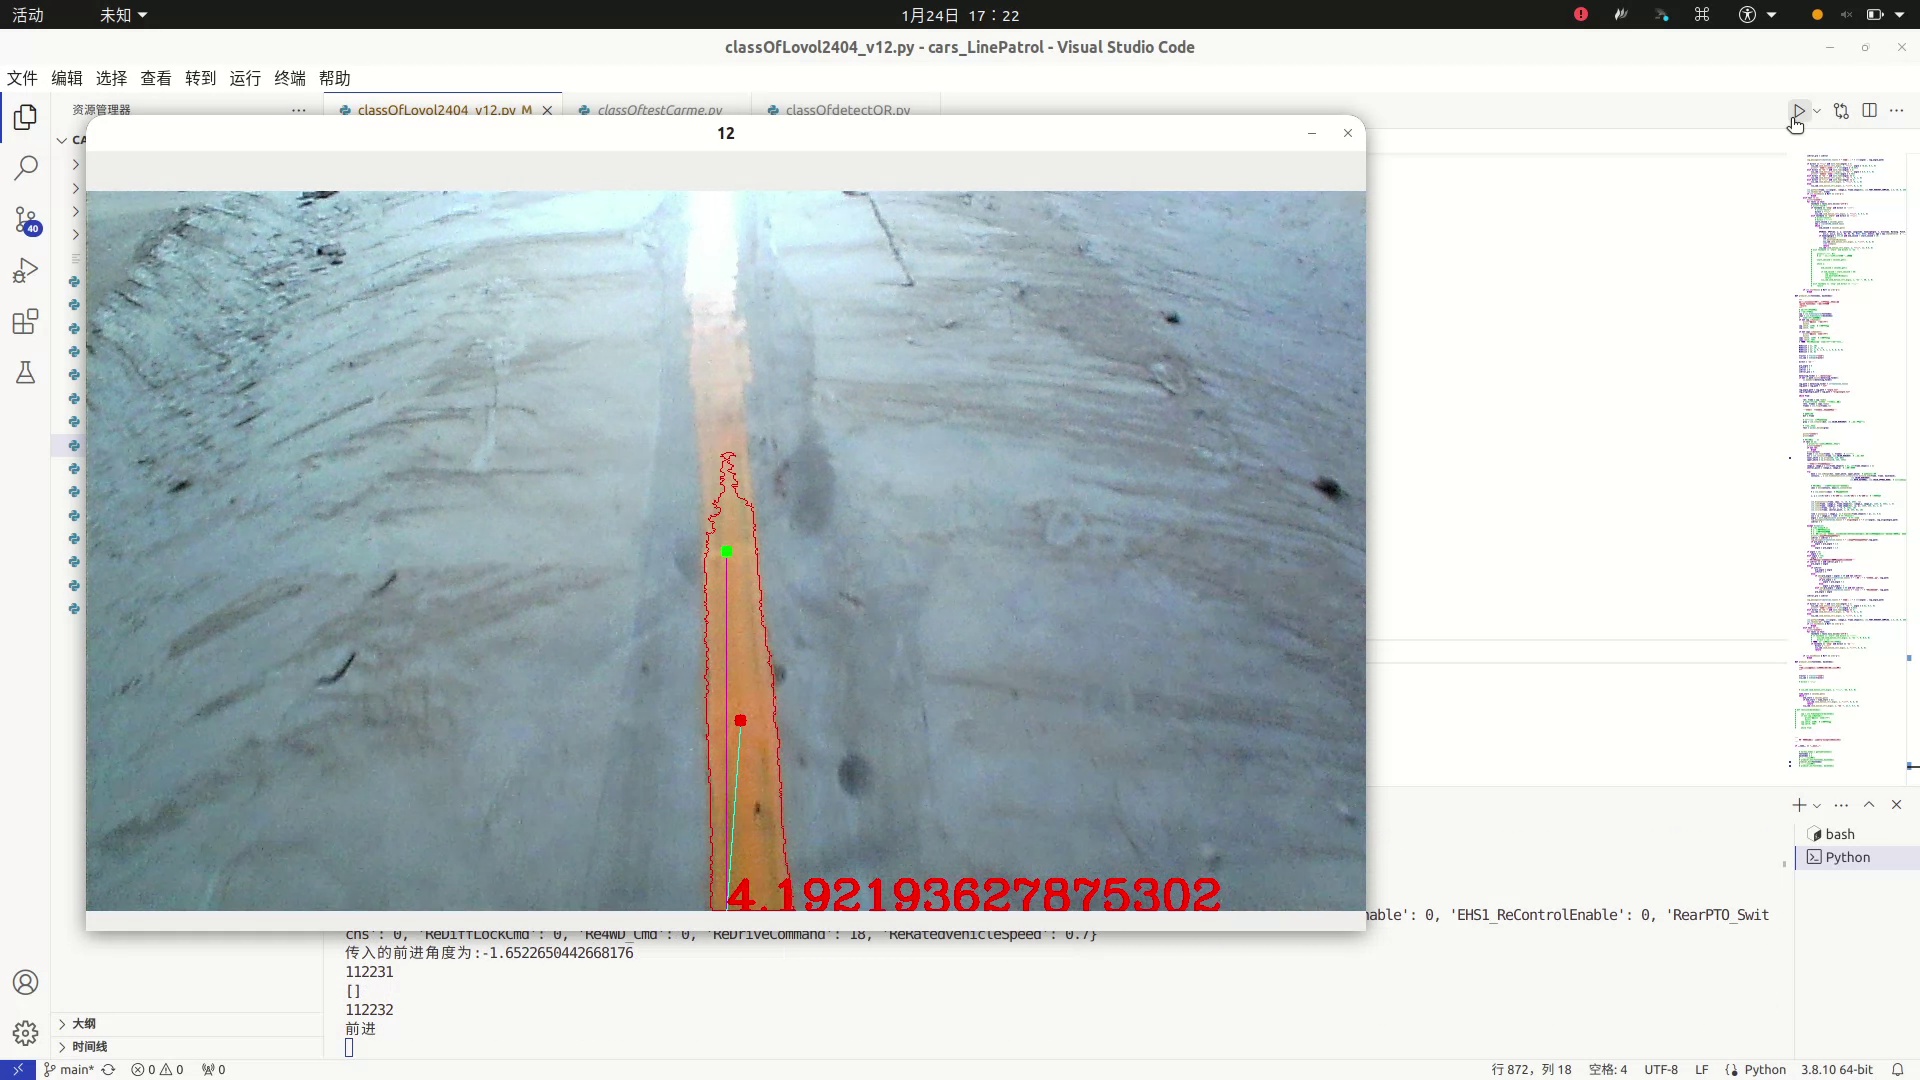 活动
未知
1月24日 17：22
classOfLovol2404_v12.py - cars_LinePatrol - Visual Studio Code
文件 编辑 选择 查看 转到 运行 终端 帮助
资源管理器
classOfLovol2404_v12.py M
classOftestCarme.py
classOfdetectQR.py
CA
12
40
4.192193627875302
bash
Python
nable': 0, 'EHS1_ReControlEnable': 0, 'RearPTO_Swit
chs': 0, 'ReDiffLockCmd': 0, 'Re4WD_Cmd': 0, 'ReDriveCommand': 18, 'ReRatedVehicleSpeed': 0.7}
传入的前进角度为:-1.6522650442668176
112231
[]
112232
前进
大纲
时间线
main* 0 0 0
行 872，列 18 空格: 4 UTF-8 LF Python 3.8.10 64-bit